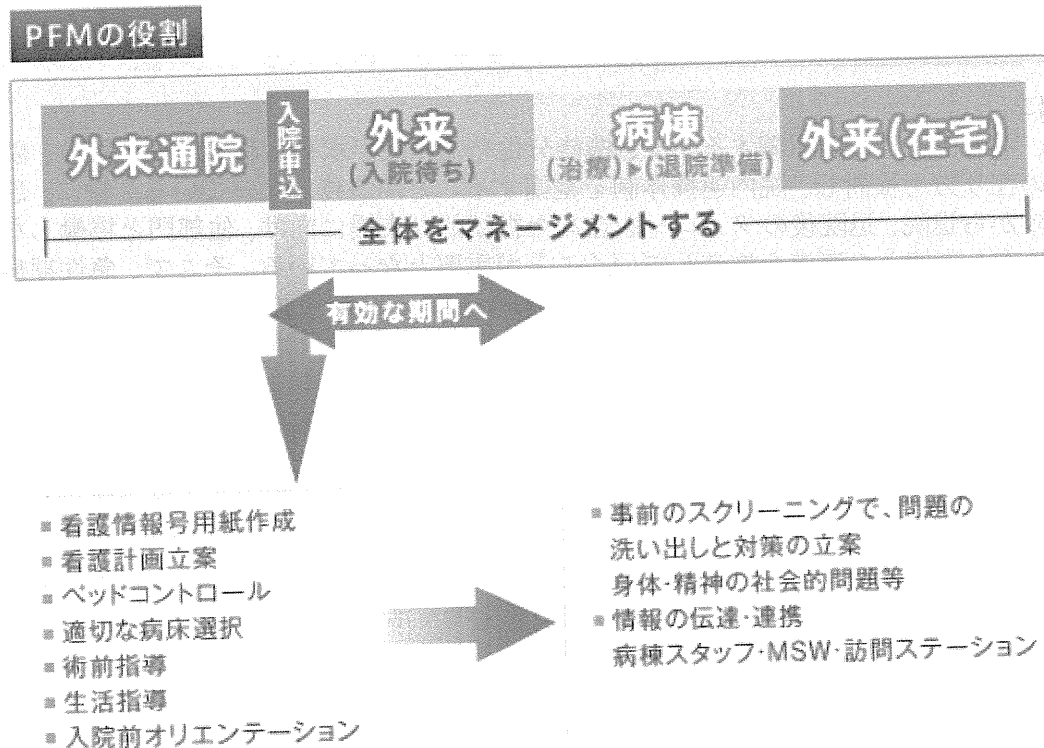 PFMの役割
外来通院
入院申込
外来
(入院待ち)
病棟
(治療)▶(退院準備)
外来(在宅)
全体をマネージメントする
有効な期間へ
■ 看護情報号用紙作成
■ 看護計画立案
■ ベッドコントロール
■ 適切な病床選択
■ 術前指導
■ 生活指導
■ 入院前オリエンテーション
■ 事前のスクリーニングで、問題の
洗い出しと対策の立案
身体・精神の社会的問題等
■ 情報の伝達・連携
病棟スタッフ・MSW・訪問ステーション